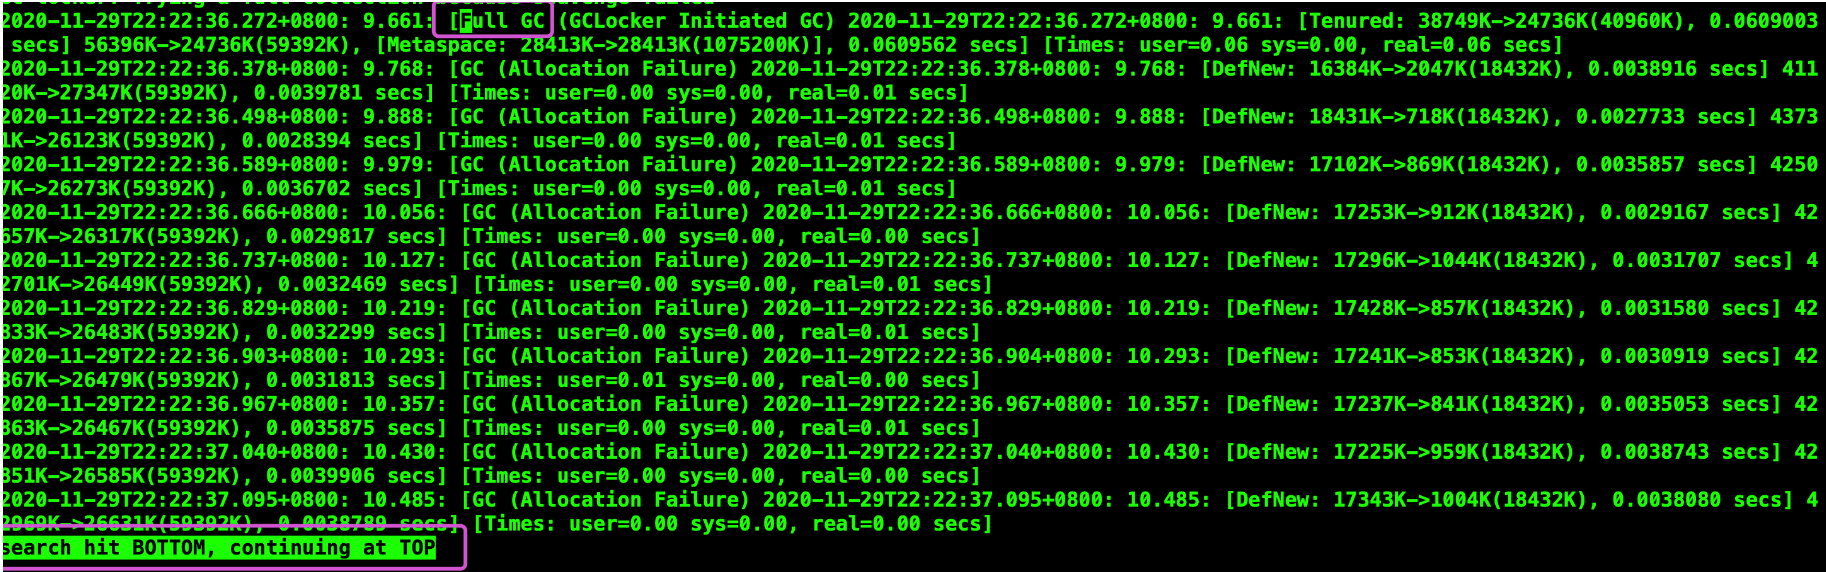 2020-11-29T22:22:36.272+0800: 9.661: [Full GC (GCLocker Initiated GC) 2020-11-29T22:22:36.272+0800: 9.661: [Tenured: 38749K->24736K(40960K), 0.0609003
secs] 56396K->24736K(59392K), [Metaspace: 28413K->28413K(1075200K)], 0.0609562 secs] [Times: user=0.06 sys=0.00, real=0.06 secs]
2020-11-29T22:22:36.378+0800: 9.768: [GC (Allocation Failure) 2020-11-29T22:22:36.378+0800: 9.768: [DefNew: 16384K->2047K(18432K), 0.0038916 secs] 411
20K->27347K(59392K), 0.0039781 secs] [Times: user=0.00 sys=0.00, real=0.01 secs]
2020-11-29T22:22:36.498+0800: 9.888: [GC (Allocation Failure) 2020-11-29T22:22:36.498+0800: 9.888: [DefNew: 18431K->718K(18432K), 0.0027733 secs] 4373
1K->26123K(59392K), 0.0028394 secs] [Times: user=0.00 sys=0.00, real=0.01 secs]
2020-11-29T22:22:36.589+0800: 9.979: [GC (Allocation Failure) 2020-11-29T22:22:36.589+0800: 9.979: [DefNew: 17102K->869K(18432K), 0.0035857 secs] 4250
7K->26273K(59392K), 0.0036702 secs] [Times: user=0.00 sys=0.00, real=0.01 secs]
2020-11-29T22:22:36.666+0800: 10.056: [GC (Allocation Failure) 2020-11-29T22:22:36.666+0800: 10.056: [DefNew: 17253K->912K(18432K), 0.0029167 secs] 42
657K->26317K(59392K), 0.0029817 secs] [Times: user=0.00 sys=0.00, real=0.00 secs]
2020-11-29T22:22:36.737+0800: 10.127: [GC (Allocation Failure) 2020-11-29T22:22:36.737+0800: 10.127: [DefNew: 17296K->1044K(18432K), 0.0031707 secs] 4
2701K->26449K(59392K), 0.0032469 secs] [Times: user=0.00 sys=0.00, real=0.01 secs]
2020-11-29T22:22:36.829+0800: 10.219: [GC (Allocation Failure) 2020-11-29T22:22:36.829+0800: 10.219: [DefNew: 17428K->857K(18432K), 0.0031580 secs] 42
833K->26483K(59392K), 0.0032299 secs] [Times: user=0.00 sys=0.00, real=0.01 secs]
2020-11-29T22:22:36.903+0800: 10.293: [GC (Allocation Failure) 2020-11-29T22:22:36.904+0800: 10.293: [DefNew: 17241K->853K(18432K), 0.0030919 secs] 42
867K->26479K(59392K), 0.0031813 secs] [Times: user=0.01 sys=0.00, real=0.00 secs]
2020-11-29T22:22:36.967+0800: 10.357: [GC (Allocation Failure) 2020-11-29T22:22:36.967+0800: 10.357: [DefNew: 17237K->841K(18432K), 0.0035053 secs] 42
863K->26467K(59392K), 0.0035875 secs] [Times: user=0.00 sys=0.00, real=0.01 secs]
2020-11-29T22:22:37.040+0800: 10.430: [GC (Allocation Failure) 2020-11-29T22:22:37.040+0800: 10.430: [DefNew: 17225K->959K(18432K), 0.0038743 secs] 42
851K->26585K(59392K), 0.0039906 secs] [Times: user=0.00 sys=0.00, real=0.00 secs]
2020-11-29T22:22:37.095+0800: 10.485: [GC (Allocation Failure) 2020-11-29T22:22:37.095+0800: 10.485: [DefNew: 17343K->1004K(18432K), 0.0038080 secs] 4
2969K->26631K(59392K), 0.0038789 secs] [Times: user=0.00 sys=0.00, real=0.00 secs]
search hit BOTTOM, continuing at TOP